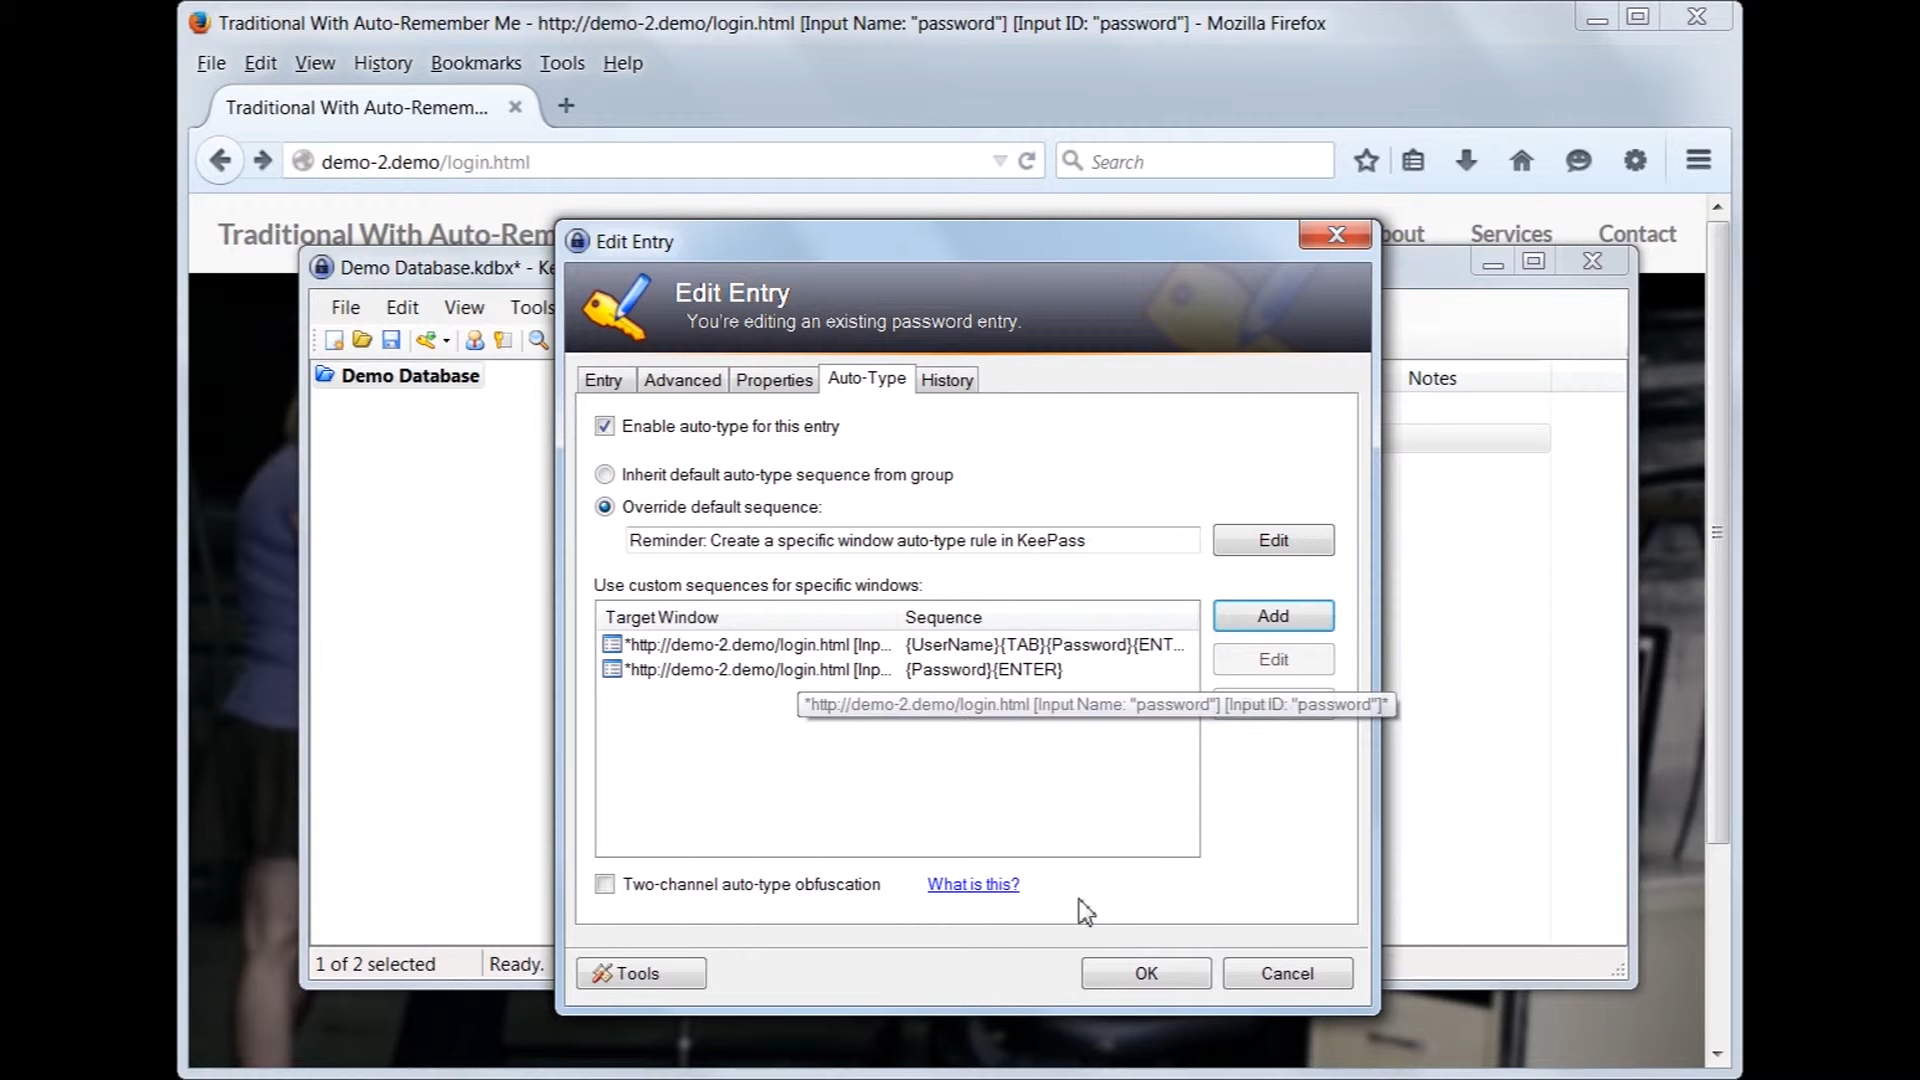 Traditional With Auto-Remember Me - http://demo-2.demo/login.html [Input Name: "password"] [Input ID: "password"] - Mozilla Firefox
File Edit View History Bookmarks Tools Help
Traditional With Auto-Remem...
demo-2.demo/login.html
Search
Traditional With Auto-Rem
Services
Contact
Demo Database.kdbx* -
File Edit View Tools
Demo Database
Notes
1 of 2 selected
Ready.
Edit Entry
Edit Entry
You're editing an existing password entry.
Entry Advanced Properties Auto-Type History
Enable auto-type for this entry
Inherit default auto-type sequence from group
Override default sequence:
Reminder: Create a specific window auto-type rule in KeePass
Edit
Use custom sequences for specific windows:
Target Window Sequence
Add
*http://demo-2.demo/login.html [Inp... {UserName}{TAB}{Password}{ENT...
Edit
*http://demo-2.demo/login.html [Inp... {Password}{ENTER}
*http://demo-2.demo/login.html [Input Name: "password"] [Input ID: "password"]*
Two-channel auto-type obfuscation
What is this?
Tools
OK
Cancel